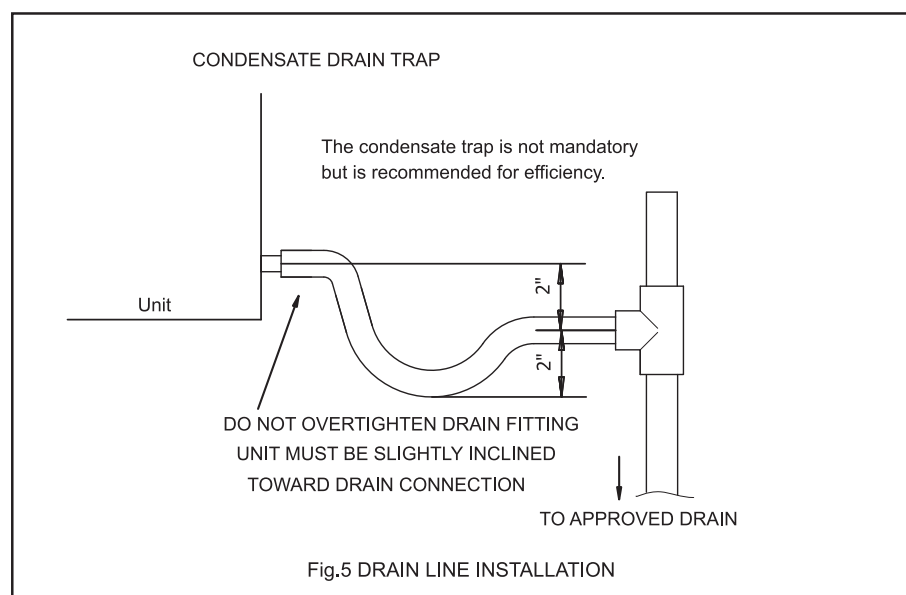 CONDENSATE DRAIN TRAP
The condensate trap is not mandatory
but is recommended for efficiency.
2"
Unit
2"
DO NOT OVERTIGHTEN DRAIN FITTING
UNIT MUST BE SLIGHTLY INCLINED
TOWARD DRAIN CONNECTION
TO APPROVED DRAIN
Fig.5 DRAIN LINE INSTALLATION